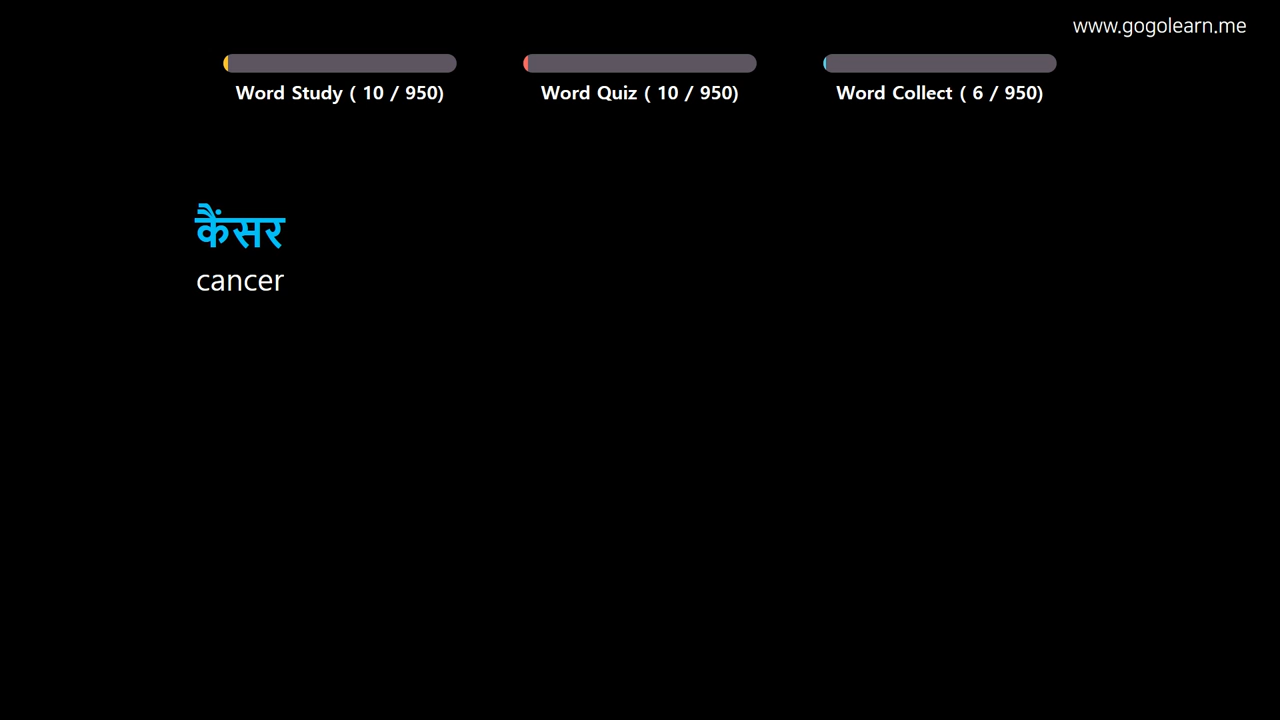 www.gogolearn.me
Word Study ( 10 / 950)
Word Quiz ( 10 / 950)
Word Collect ( 6 / 950)
कैंसर
cancer